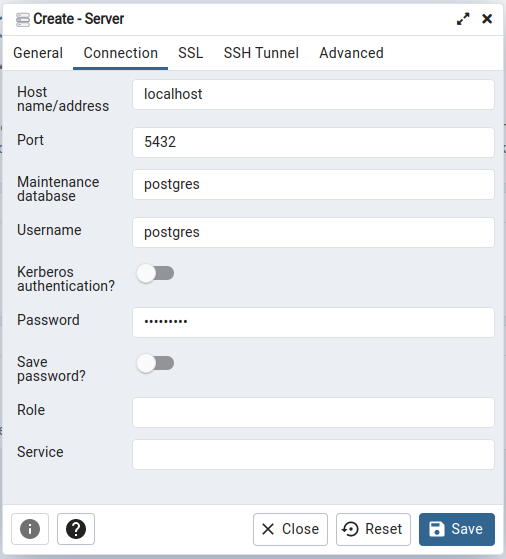 Create - Server
General Connection SSL SSH Tunnel Advanced
Host
name/address
localhost
Port
5432
Maintenance
database
postgres
Username
postgres
Kerberos
authentication?
Password
•••••••••
Save
password?
Role
Service
Close Reset Save